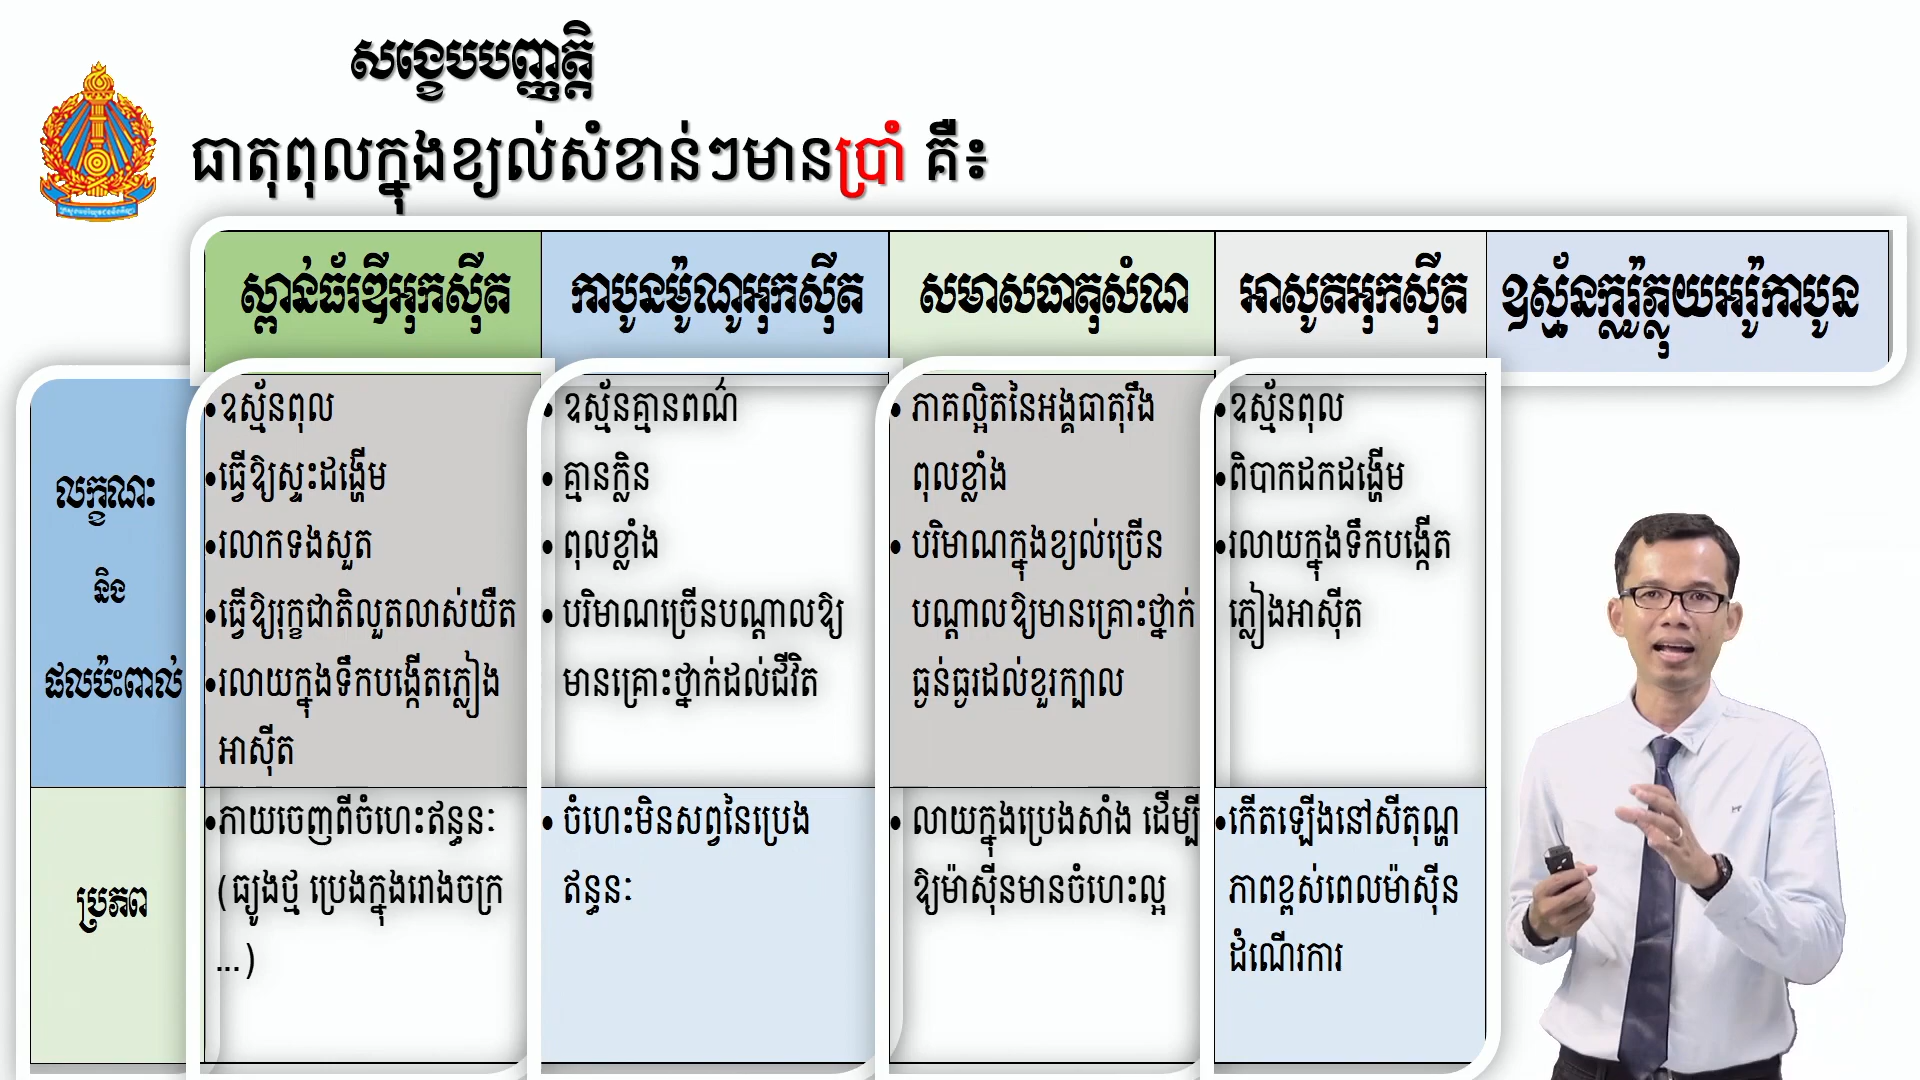 សង្ខេបបញ្ញត្តិ
ធាតុពុលក្នុងខ្យល់សំខាន់ៗមានប្រាំ គឺ៖
ស្ពាន់ធ័រឌីអុកស៊ីត
កាបូនម៉ូណូអុកស៊ីត
សមាសធាតុសំណ
អាសូតអុកស៊ីត
ឧស្ម័នក្លរ៉ូភ្លុយអរ៉ូកាបូន
លក្ខណៈ
និង
ផលប៉ះពាល់
•ឧស្ម័នពុល
•ធ្វើឱ្យស្ទះដង្ហើម
•រលាកទងសួត
•ធ្វើឱ្យរុក្ខជាតិលួតលាស់យឺត
•រលាយក្នុងទឹកបង្កើតភ្លៀង
អាស៊ីត
• ឧស្ម័នគ្មានពណ៌
• គ្មានក្លិន
• ពុលខ្លាំង
• បរិមាណច្រើនបណ្តាលឱ្យ
មានគ្រោះថ្នាក់ដល់ជីវិត
• ភាគល្អិតនៃអង្គធាតុរឹង
ពុលខ្លាំង
• បរិមាណក្នុងខ្យល់ច្រើន
បណ្តាលឱ្យមានគ្រោះថ្នាក់
ធ្ងន់ធ្ងរដល់ខួរក្បាល
•ឧស្ម័នពុល
•ពិបាកដកដង្ហើម
•រលាយក្នុងទឹកបង្កើត
ភ្លៀងអាស៊ីត
ប្រភព
•ភាយចេញពីចំហេះឥន្ធនៈ
(ធ្យូងថ្ម ប្រេងក្នុងរោងចក្រ
...)
• ចំហេះមិនសព្វនៃប្រេង
ឥន្ធនៈ
• លាយក្នុងប្រេងសាំង ដើម្បី
ឱ្យម៉ាស៊ីនមានចំហេះល្អ
•កើតឡើងនៅសីតុណ្ហ
ភាពខ្ពស់ពេលម៉ាស៊ីន
ដំណើរការ